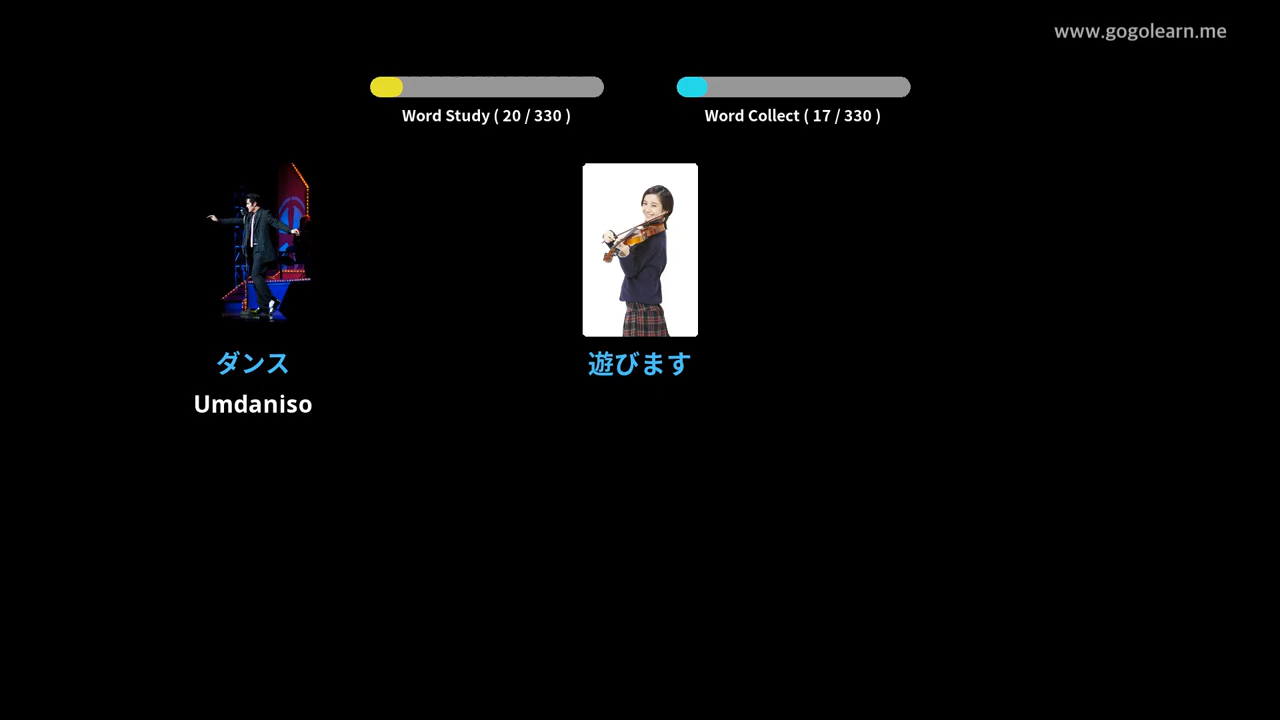 www.gogolearn.me
Word Study ( 20 / 330 )
Word Collect ( 17 / 330 )
ダンス
遊びます
Umdaniso